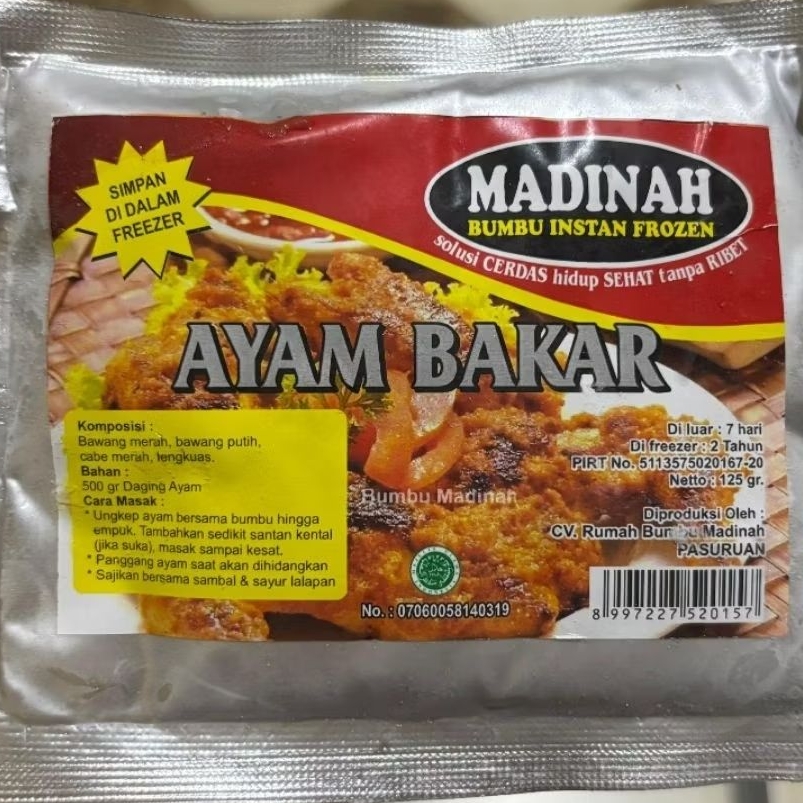 SIMPAN
DI DALAM
FREEZER
MADINAH
BUMBU INSTAN FROZEN
solusi CERDAS hidup SEHAT tanpa RIBET
AYAM BAKAR
Komposisi :
Bawang merah, bawang putih,
cabe merah, lengkuas.
Bahan :
500 gr Daging Ayam
Cara Masak :
* Ungkep ayam bersama bumbu hingga
empuk. Tambahkan sedikit santan kental
(jika suka), masak sampai kesat.
* Panggang ayam saat akan dihidangkan
* Sajikan bersama sambal & sayur lalapan
Di luar : 7 hari
Di freezer : 2 Tahun
PIRT No. 5113575020167-20
Netto : 125 gr.
Bumbu Madinah
Diproduksi Oleh :
CV. Rumah Bumbu Madinah
PASURUAN
No. : 07060058140319
8 997227 520157